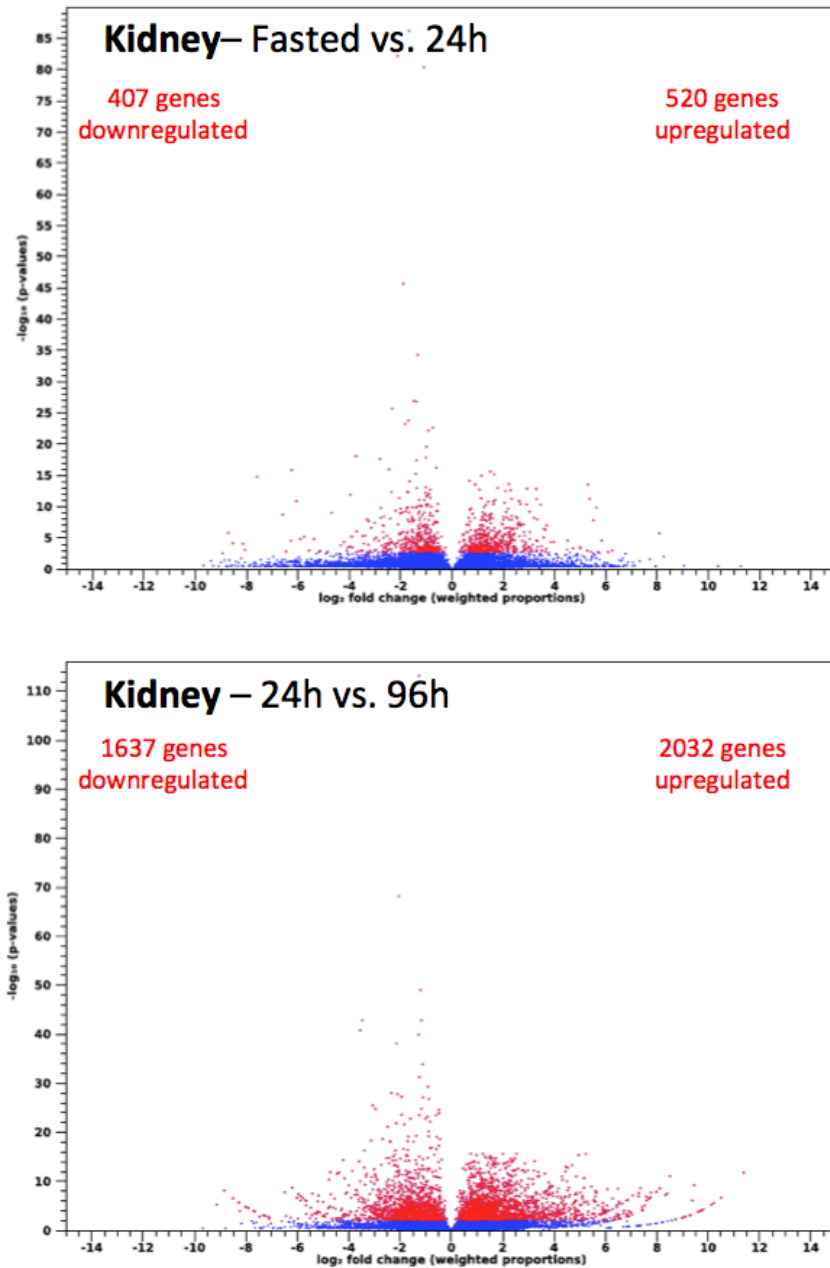 Kidney– Fasted vs. 24h
407 genes
downregulated
520 genes
upregulated
85
80
75
70
65
60
55
50
45
40
35
30
25
20
15
10
5
0
-log₁₀ (p-values)
-14 -12 -10 -8 -6 -4 -2 0 2 4 6 8 10 12 14
log₂ fold change (weighted proportions)
Kidney – 24h vs. 96h
1637 genes
downregulated
2032 genes
upregulated
110
100
90
80
70
60
50
40
30
20
10
0
-log₁₀ (p-values)
-14 -12 -10 -8 -6 -4 -2 0 2 4 6 8 10 12 14
log₂ fold change (weighted proportions)